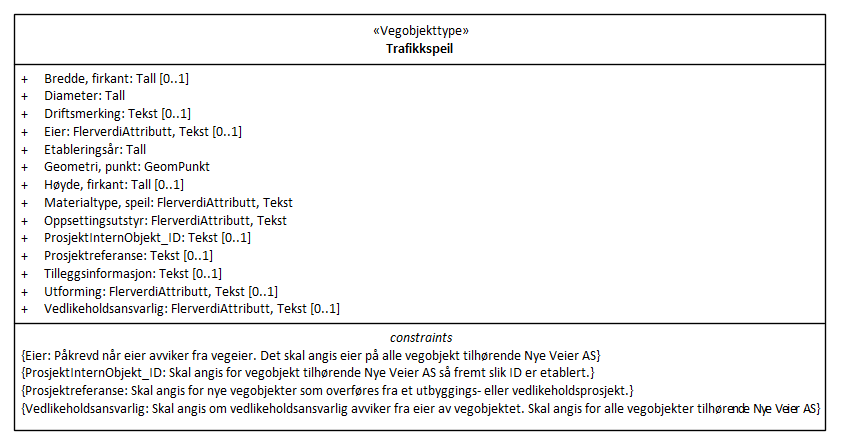 «Vegobjekttype»
Trafikkspeil
+ Bredde, firkant: Tall [0..1]
+ Diameter: Tall
+ Driftsmerking: Tekst [0..1]
+ Eier: FlerverdiAttributt, Tekst [0..1]
+ Etableringsår: Tall
+ Geometri, punkt: GeomPunkt
+ Høyde, firkant: Tall [0..1]
+ Materialtype, speil: FlerverdiAttributt, Tekst
+ Oppsettingsutstyr: FlerverdiAttributt, Tekst
+ ProsjektInternObjekt_ID: Tekst [0..1]
+ Prosjektreferanse: Tekst [0..1]
+ Tilleggsinformasjon: Tekst [0..1]
+ Utforming: FlerverdiAttributt, Tekst [0..1]
+ Vedlikeholdsansvarlig: FlerverdiAttributt, Tekst [0..1]
constraints
{Eier: Påkrevd når eier avviker fra vegeier. Det skal angis eier på alle vegobjekt tilhørende Nye Veier AS}
{ProsjektInternObjekt_ID: Skal angis for vegobjekt tilhørende Nye Veier AS så fremt slik ID er etablert.}
{Prosjektreferanse: Skal angis for nye vegobjekter som overføres fra et utbyggings- eller vedlikeholdsprosjekt.}
{Vedlikeholdsansvarlig: Skal angis om vedlikeholdsansvarlig avviker fra eier av vegobjektet. Skal angis for alle vegobjekter tilhørende Nye Veier AS}